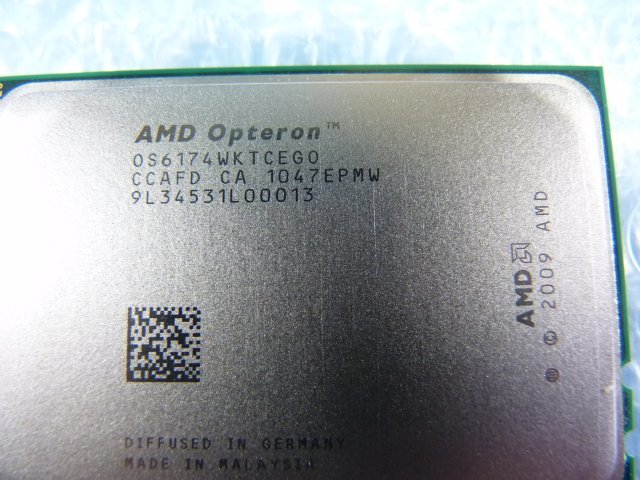 AMD Opteron™
OS6174WKTCEGO
CCAFD CA 1047EPMW
9L34531L00013
AMD
© 2009 AMD
DIFFUSED IN GERMANY
MADE IN MALAYSIA